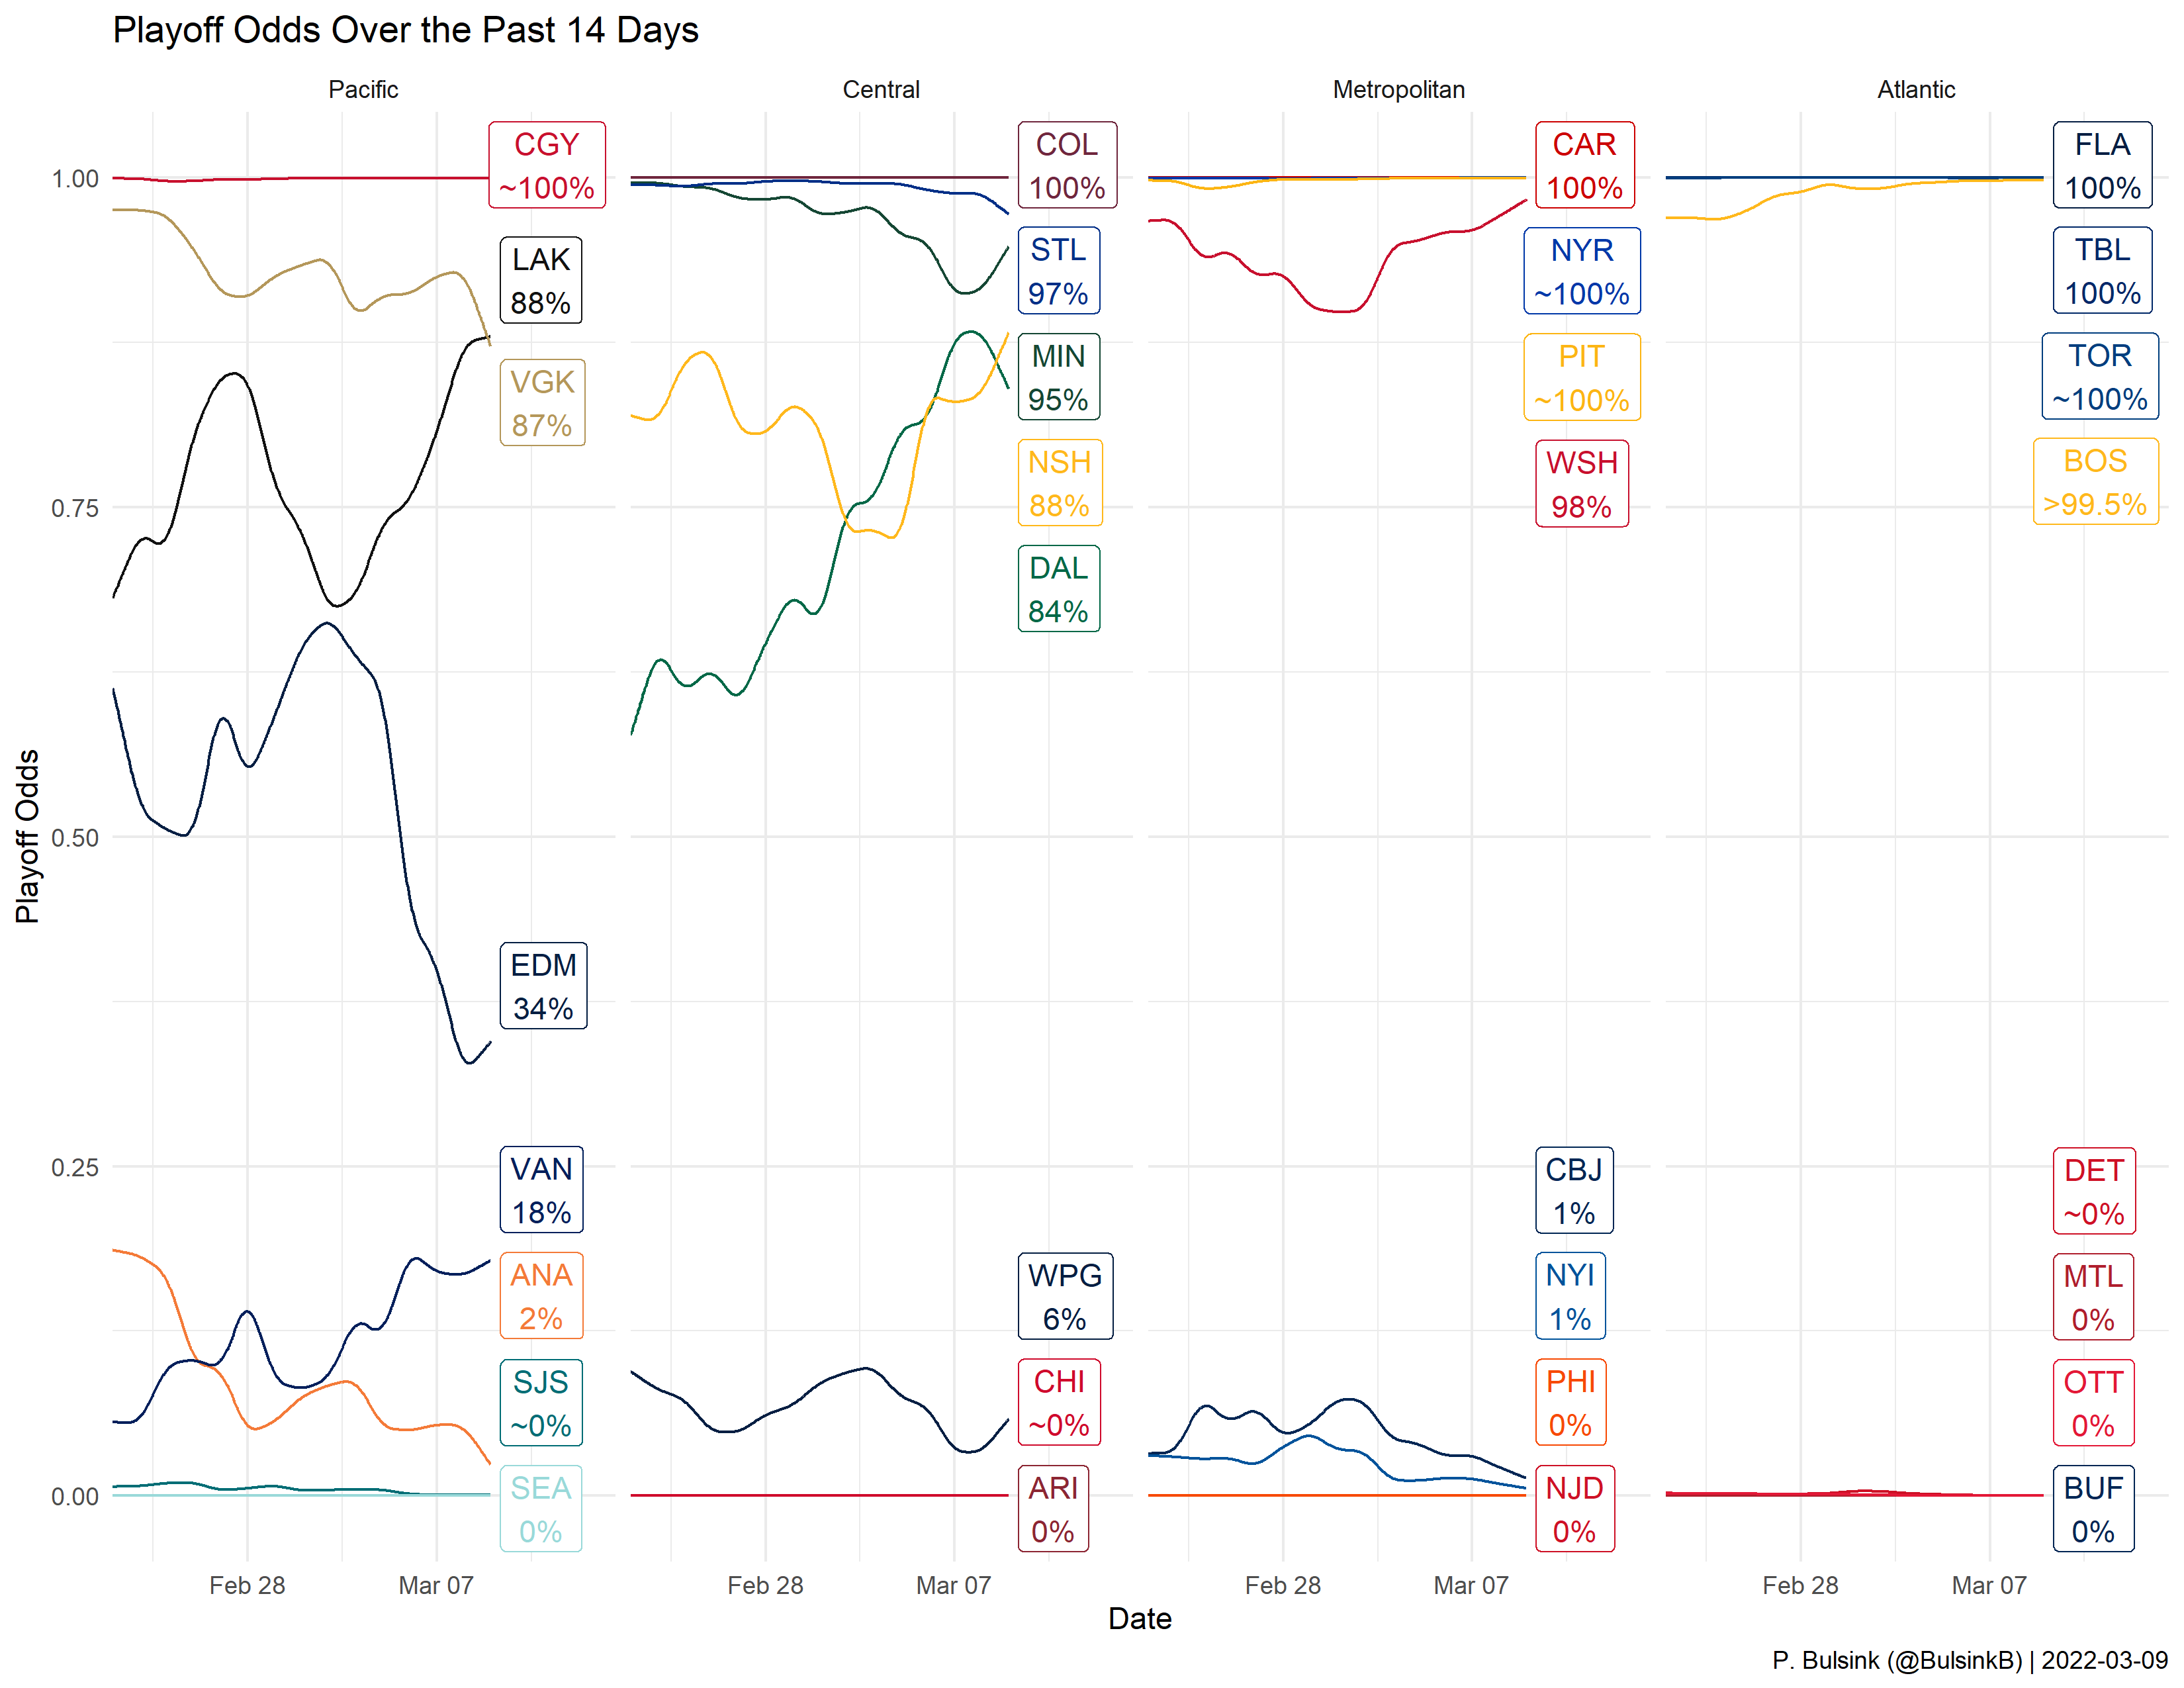 Playoff Odds Over the Past 14 Days
Pacific
Central
Metropolitan
Atlantic
Playoff Odds
1.00
0.75
0.50
0.25
0.00
CGY
~100%
LAK
88%
VGK
87%
EDM
34%
VAN
18%
ANA
2%
SJS
~0%
SEA
0%
COL
100%
STL
97%
MIN
95%
NSH
88%
DAL
84%
WPG
6%
CHI
~0%
ARI
0%
CAR
100%
NYR
~100%
PIT
~100%
WSH
98%
CBJ
1%
NYI
1%
PHI
0%
NJD
0%
FLA
100%
TBL
100%
TOR
~100%
BOS
>99.5%
DET
~0%
MTL
0%
OTT
0%
BUF
0%
Feb 28
Mar 07
Feb 28
Mar 07
Feb 28
Mar 07
Feb 28
Mar 07
Date
P. Bulsink (@BulsinkB) | 2022-03-09